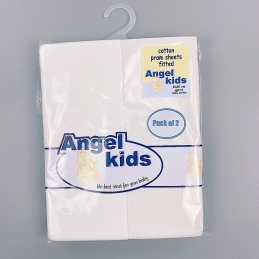 cotton
pram sheets
fitted
Angel
kids
Pack of 2
Angel
kids
the best start for your baby